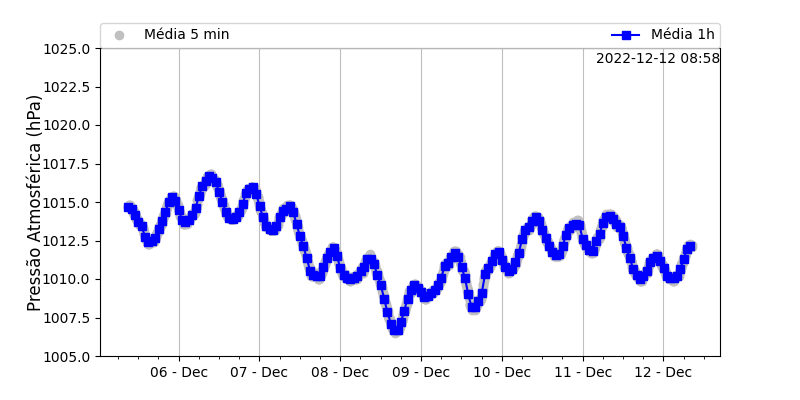 Média 5 min
Média 1h
2022-12-12 08:58
Pressão Atmosférica (hPa)
1025.0
1022.5
1020.0
1017.5
1015.0
1012.5
1010.0
1007.5
1005.0
06 - Dec
07 - Dec
08 - Dec
09 - Dec
10 - Dec
11 - Dec
12 - Dec